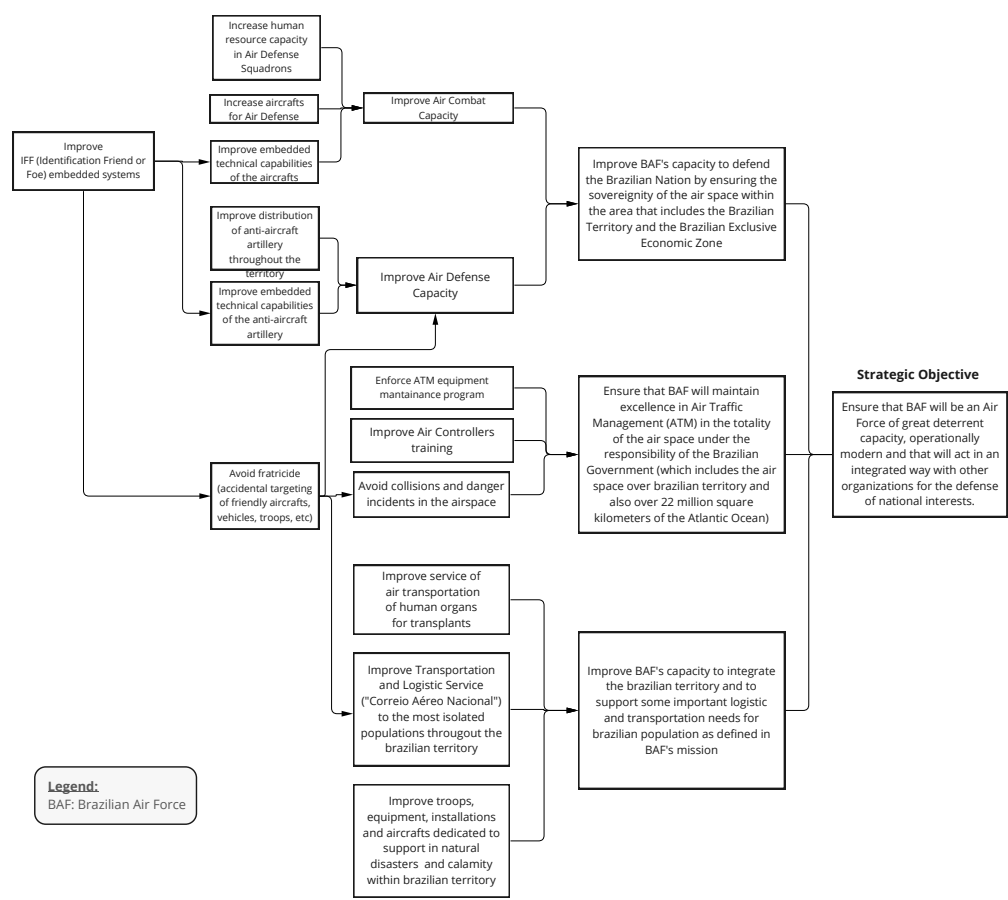 Increase human
resource capacity
in Air Defense
Squadrons
Increase aircrafts
for Air Defense
Improve Air Combat
Capacity
Improve
IFF (Identification Friend or
Foe) embedded systems
Improve embedded
technical capabilities
of the aircrafts
Improve BAF's capacity to defend
the Brazilian Nation by ensuring the
sovereignity of the air space within
the area that includes the Brazilian
Territory and the Brazilian Exclusive
Economic Zone
Improve distribution
of anti-aircraft
artillery
throughout the
territory
Improve Air Defense
Capacity
Improve embedded
technical capabilities
of the anti-aircraft
artillery
Strategic Objective
Enforce ATM equipment
mantainance program
Improve Air Controllers
training
Avoid collisions and danger
incidents in the airspace
Ensure that BAF will maintain
excellence in Air Traffic
Management (ATM) in the totality
of the air space under the
responsibility of the Brazilian
Government (which includes the air
space over brazilian territory and
also over 22 million square
kilometers of the Atlantic Ocean)
Ensure that BAF will be an Air
Force of great deterrent
capacity, operationally
modern and that will act in an
integrated way with other
organizations for the defense
of national interests.
Avoid fratricide
(accidental targeting
of friendly aircrafts,
vehicles, troops, etc)
Improve service of
air transportation
of human organs
for transplants
Improve Transportation
and Logistic Service
("Correio Aéreo Nacional")
to the most isolated
populations througout the
brazilian territory
Improve BAF's capacity to integrate
the brazilian territory and to
support some important logistic
and transportation needs for
brazilian population as defined in
BAF's mission
Legend:
BAF: Brazilian Air Force
Improve troops,
equipment, installations
and aircrafts dedicated to
support in natural
disasters and calamity
within brazilian territory